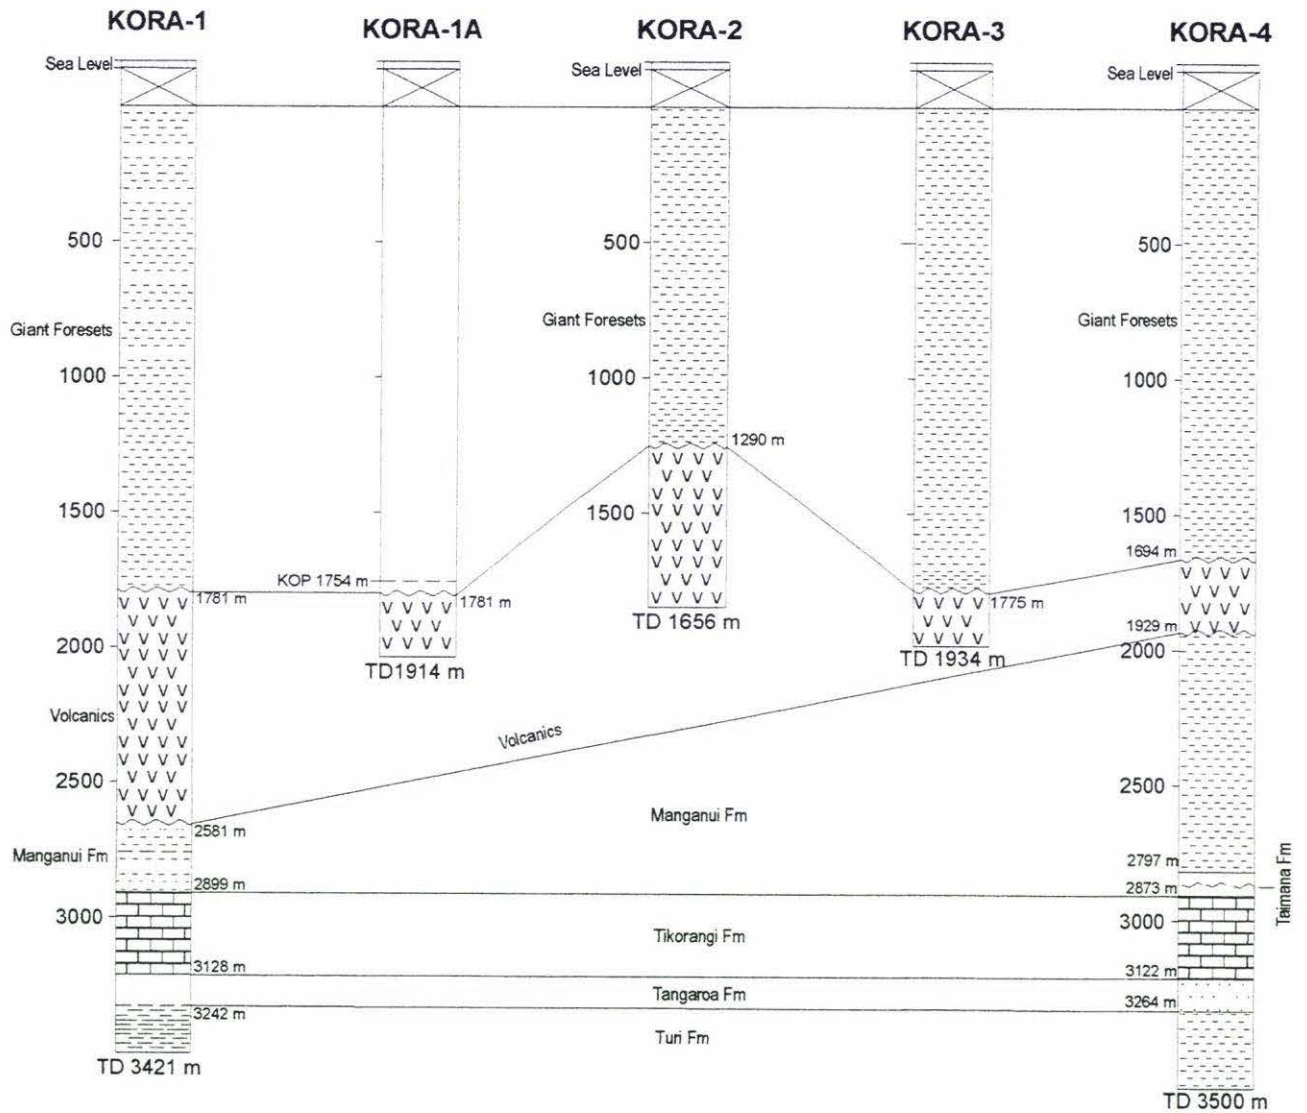 KORA-1
KORA-1A
KORA-2
KORA-3
KORA-4
Sea Level
Sea Level
Sea Level
500
500
500
Giant Foresets
Giant Foresets
Giant Foresets
1000
1000
1000
1290 m
1500
1500
1500
1694 m
KOP 1754 m
1781 m
1781 m
1775 m
TD 1656 m
1929 m
2000
TD1914 m
TD 1934 m
2000
Volcanics
Volcanics
2500
2500
Manganui Fm
2581 m
Manganui Fm
2797 m
2899 m
2873 m
Taimana Fm
3000
3000
Tikorangi Fm
3128 m
3122 m
Tangaroa Fm
3242 m
3264 m
Turi Fm
TD 3421 m
TD 3500 m